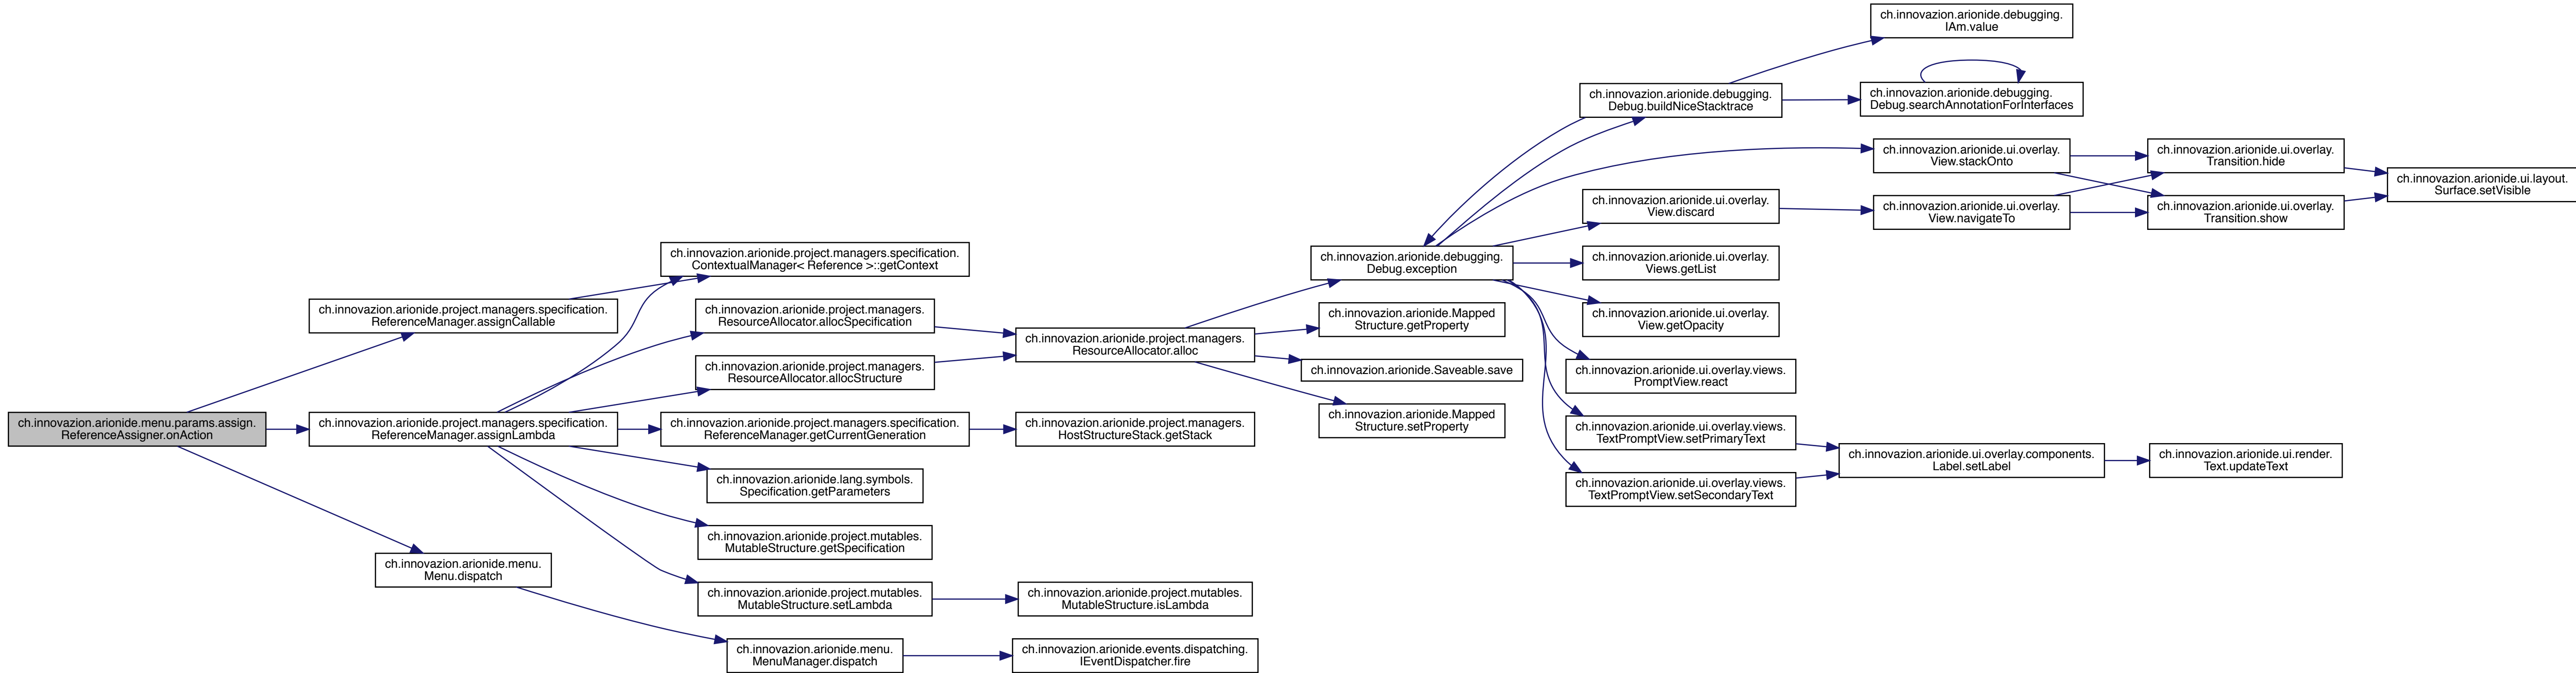 ch.innovazion.arionide.menu.params.assign.
ReferenceAssigner.onAction
ch.innovazion.arionide.project.managers.specification.
ReferenceManager.assignCallable
ch.innovazion.arionide.project.managers.specification.
ReferenceManager.assignLambda
ch.innovazion.arionide.menu.
Menu.dispatch
ch.innovazion.arionide.project.managers.specification.
ContextualManager< Reference >::getContext
ch.innovazion.arionide.project.managers.
ResourceAllocator.allocSpecification
ch.innovazion.arionide.project.managers.
ResourceAllocator.allocStructure
ch.innovazion.arionide.project.managers.specification.
ReferenceManager.getCurrentGeneration
ch.innovazion.arionide.lang.symbols.
Specification.getParameters
ch.innovazion.arionide.project.mutables.
MutableStructure.getSpecification
ch.innovazion.arionide.project.mutables.
MutableStructure.setLambda
ch.innovazion.arionide.menu.
MenuManager.dispatch
ch.innovazion.arionide.project.managers.
ResourceAllocator.alloc
ch.innovazion.arionide.project.managers.
HostStructureStack.getStack
ch.innovazion.arionide.project.mutables.
MutableStructure.isLambda
ch.innovazion.arionide.events.dispatching.
IEventDispatcher.fire
ch.innovazion.arionide.debugging.
Debug.exception
ch.innovazion.arionide.Mapped
Structure.getProperty
ch.innovazion.arionide.Saveable.save
ch.innovazion.arionide.Mapped
Structure.setProperty
ch.innovazion.arionide.debugging.
Debug.buildNiceStacktrace
ch.innovazion.arionide.ui.overlay.
View.discard
ch.innovazion.arionide.ui.overlay.
Views.getList
ch.innovazion.arionide.ui.overlay.
View.getOpacity
ch.innovazion.arionide.ui.overlay.views.
PromptView.react
ch.innovazion.arionide.ui.overlay.views.
TextPromptView.setPrimaryText
ch.innovazion.arionide.ui.overlay.views.
TextPromptView.setSecondaryText
ch.innovazion.arionide.debugging.
IAm.value
ch.innovazion.arionide.debugging.
Debug.searchAnnotationForInterfaces
ch.innovazion.arionide.ui.overlay.
View.stackOnto
ch.innovazion.arionide.ui.overlay.
View.navigateTo
ch.innovazion.arionide.ui.overlay.components.
Label.setLabel
ch.innovazion.arionide.ui.overlay.
Transition.hide
ch.innovazion.arionide.ui.overlay.
Transition.show
ch.innovazion.arionide.ui.render.
Text.updateText
ch.innovazion.arionide.ui.layout.
Surface.setVisible